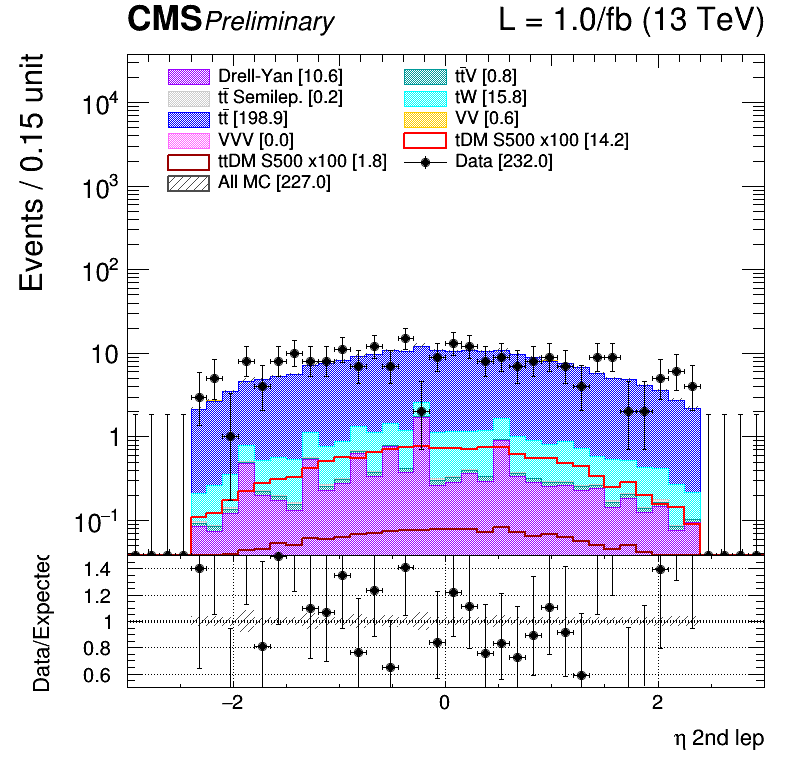 CMS Preliminary L = 1.0/fb (13 TeV)
Events / 0.15 unit
Drell-Yan [10.6] tt̄V [0.8]
tt̄ Semilep. [0.2] tW [15.8]
tt̄ [198.9] VV [0.6]
VVV [0.0] tDM S500 x100 [14.2]
ttDM S500 x100 [1.8] Data [232.0]
All MC [227.0]
10⁴
10³
10²
10
1
10⁻¹
Data/Expected
1.4
1.2
1
0.8
0.6
−2 0 2
η 2nd lep